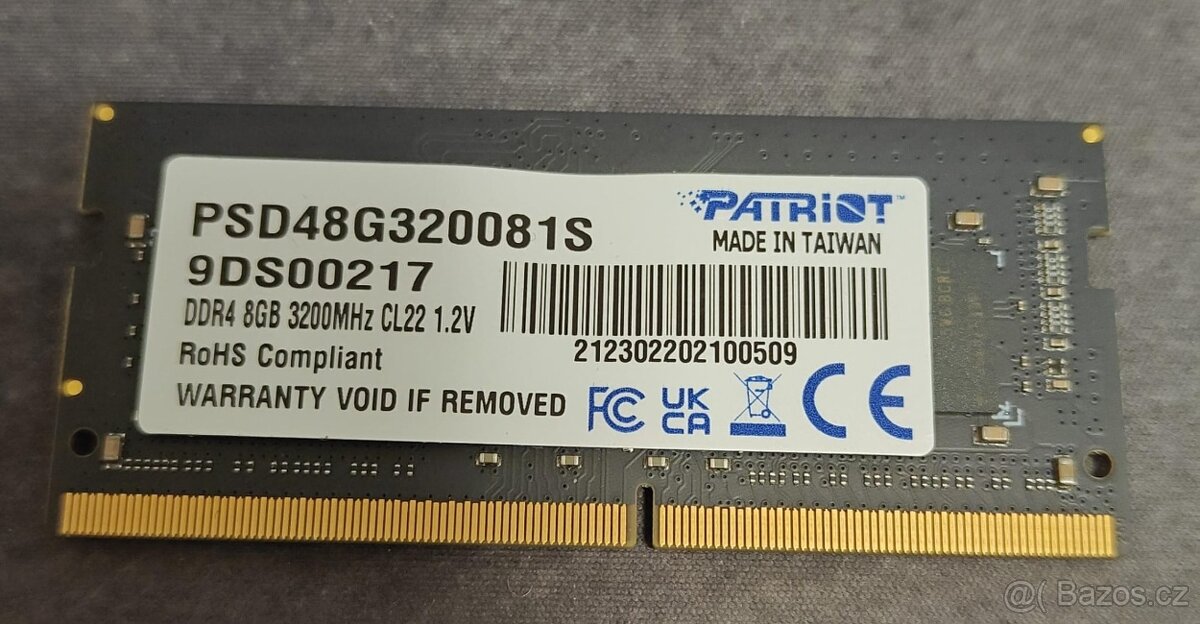 PSD48G320081S
PATRIOT™
MADE IN TAIWAN
9DS00217
DDR4 8GB 3200MHz CL22 1.2V
212302202100509
RoHS Compliant
WARRANTY VOID IF REMOVED
FC
UK
CA
CE
@( Bazos.cz